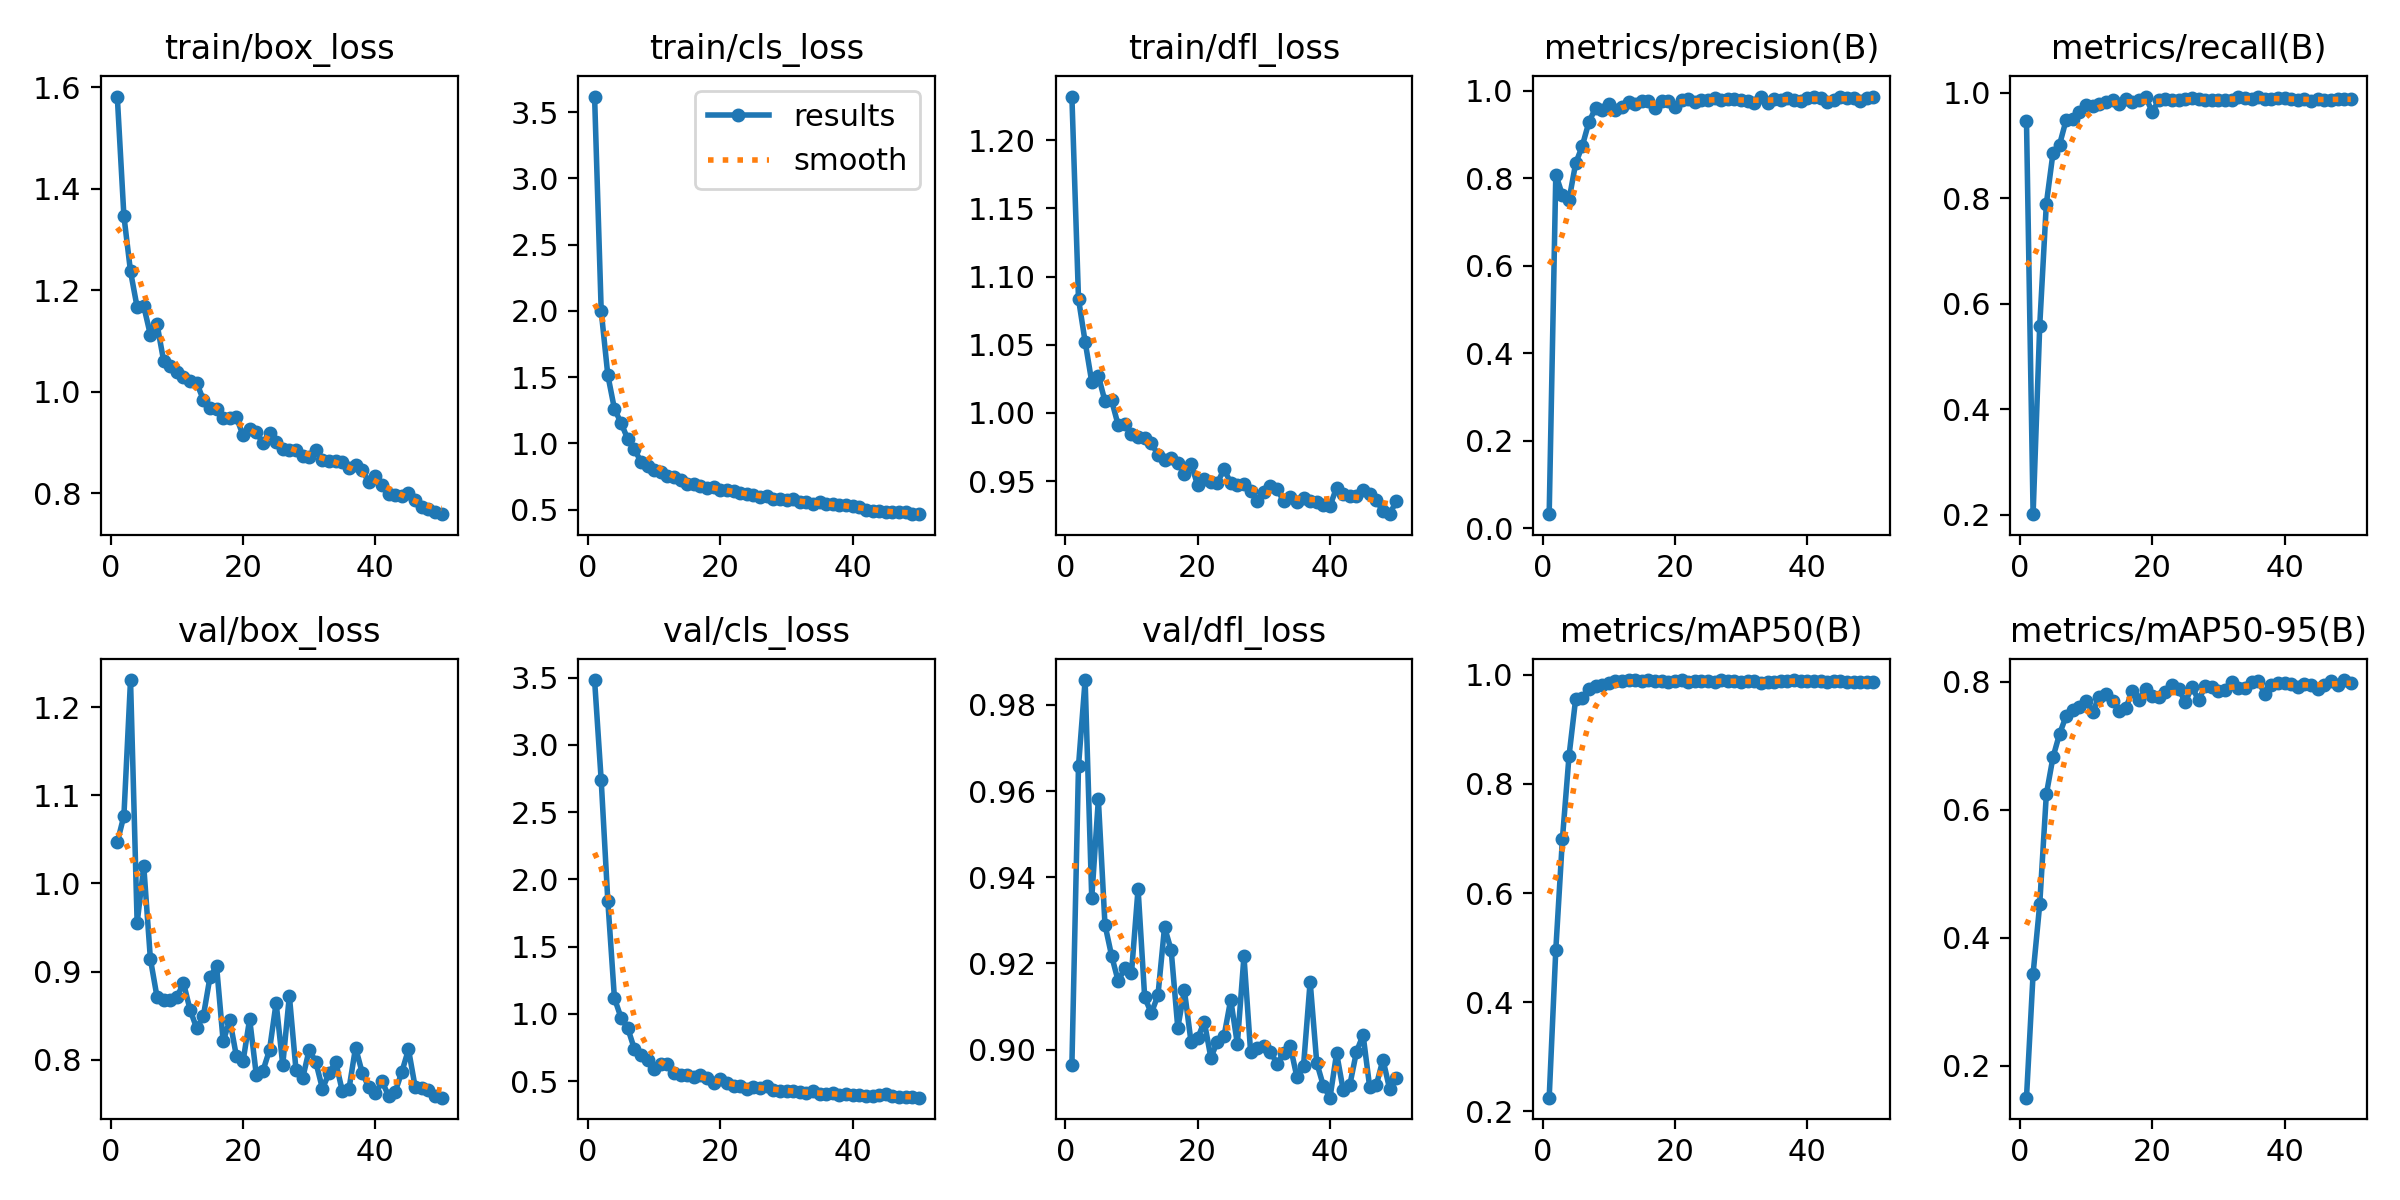 train/box_loss
1.6
1.4
1.2
1.0
0.8
0 20 40
train/cls_loss
results
smooth
3.5
3.0
2.5
2.0
1.5
1.0
0.5
0 20 40
train/dfl_loss
1.20
1.15
1.10
1.05
1.00
0.95
0 20 40
metrics/precision(B)
1.0
0.8
0.6
0.4
0.2
0.0
0 20 40
metrics/recall(B)
1.0
0.8
0.6
0.4
0.2
0 20 40
val/box_loss
1.2
1.1
1.0
0.9
0.8
0 20 40
val/cls_loss
3.5
3.0
2.5
2.0
1.5
1.0
0.5
0 20 40
val/dfl_loss
0.98
0.96
0.94
0.92
0.90
0 20 40
metrics/mAP50(B)
1.0
0.8
0.6
0.4
0.2
0 20 40
metrics/mAP50-95(B)
0.8
0.6
0.4
0.2
0 20 40